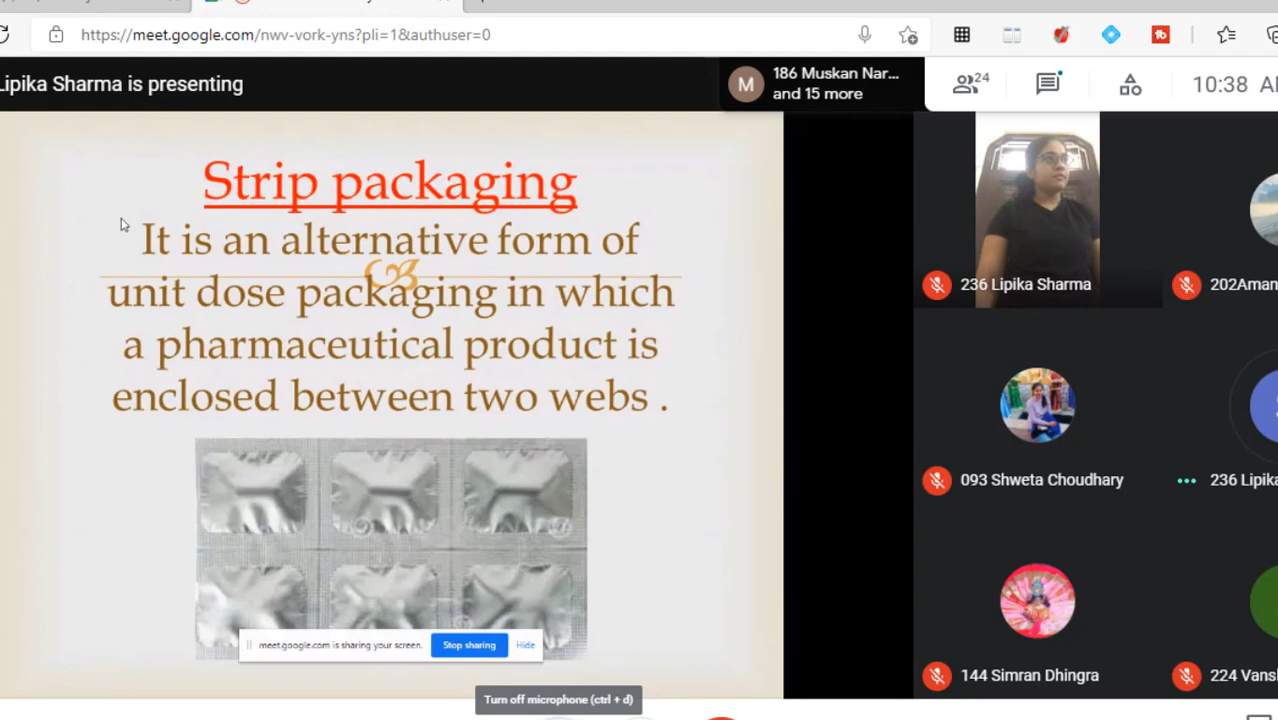 https://meet.google.com/nwv-vork-yns?pli=1&authuser=0
Lipika Sharma is presenting
M
186 Muskan Nar...
and 15 more
24
10:38
Strip packaging
It is an alternative form of
unit dose packaging in which
a pharmaceutical product is
enclosed between two webs .
236 Lipika Sharma
202Aman
093 Shweta Choudhary
236 Lipik
144 Simran Dhingra
224 Vans
meet.google.com is sharing your screen.
Stop sharing
Hide
Turn off microphone (ctrl + d)